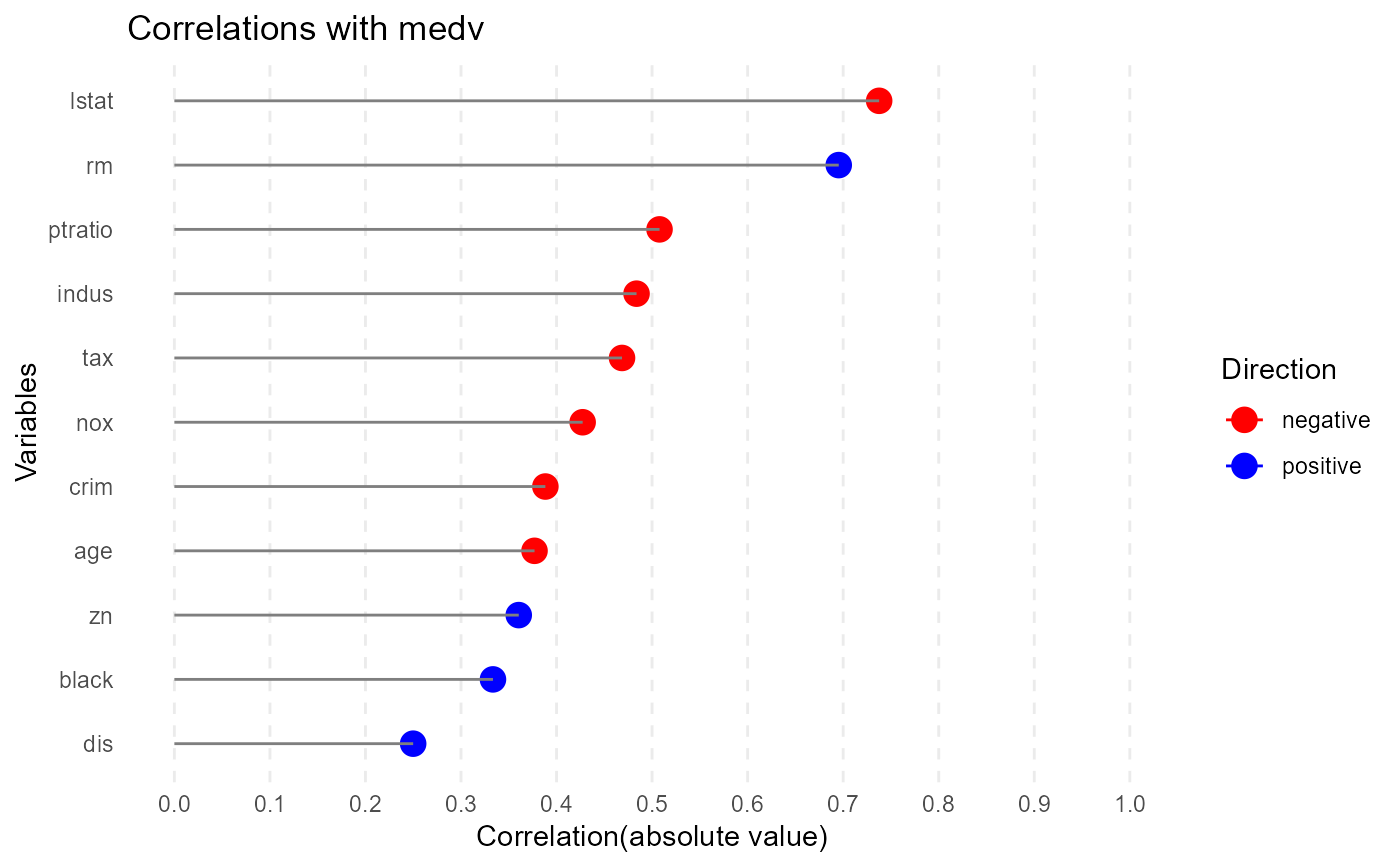 Correlations with medv
lstat
rm
ptratio
indus
tax
nox
crim
age
zn
black
dis
Variables
0.0 0.1 0.2 0.3 0.4 0.5 0.6 0.7 0.8 0.9 1.0
Correlation(absolute value)
Direction
negative
positive